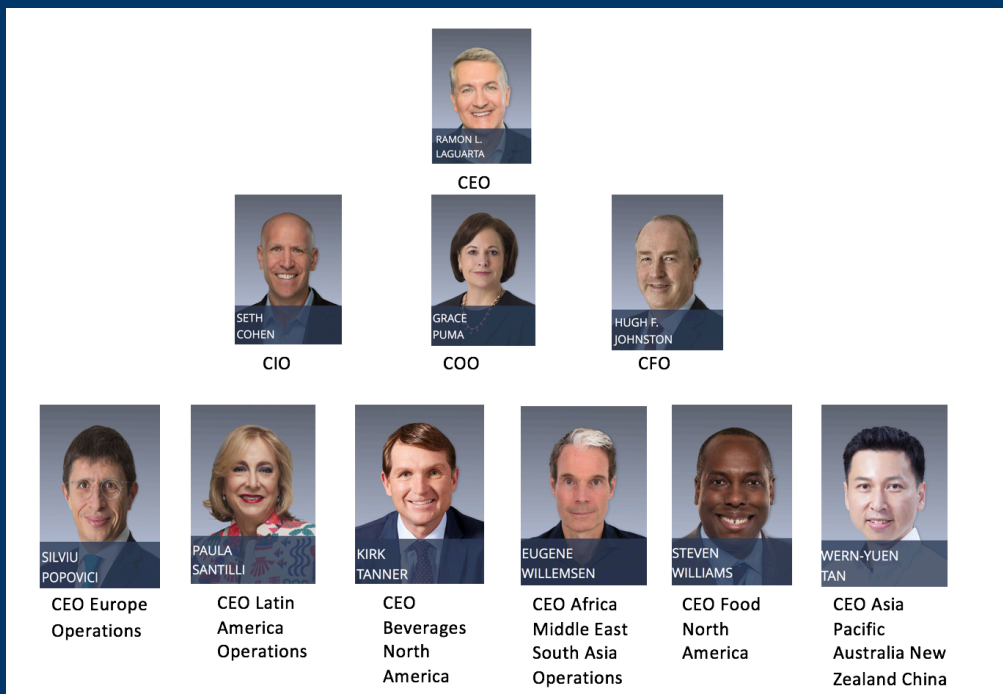 RAMON L.
LAGUARTA
CEO
SETH
COHEN
CIO
GRACE
PUMA
COO
HUGH F.
JOHNSTON
CFO
SILVIU
POPOVICI
CEO Europe
Operations
PAULA
SANTILLI
CEO Latin
America
Operations
KIRK
TANNER
CEO
Beverages
North
America
EUGENE
WILLEMSEN
CEO Africa
Middle East
South Asia
Operations
STEVEN
WILLIAMS
CEO Food
North
America
WERN-YUEN
TAN
CEO Asia
Pacific
Australia New
Zealand China